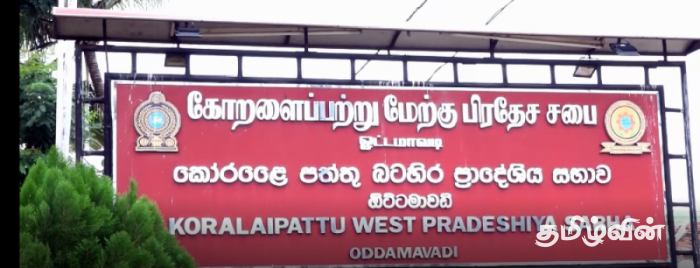 கோறளைப்பற்று மேற்கு பிரதேச சபை
ஓட்டமாவடி
කෝරළෛ පත්තු බටහිර ප්‍රාදේශීය සභාව
ඕට්ටමාවඩි
KORALAIPATTU WEST PRADESHIYA SABHA
ODDAMAVADI
தமிழ்வின்